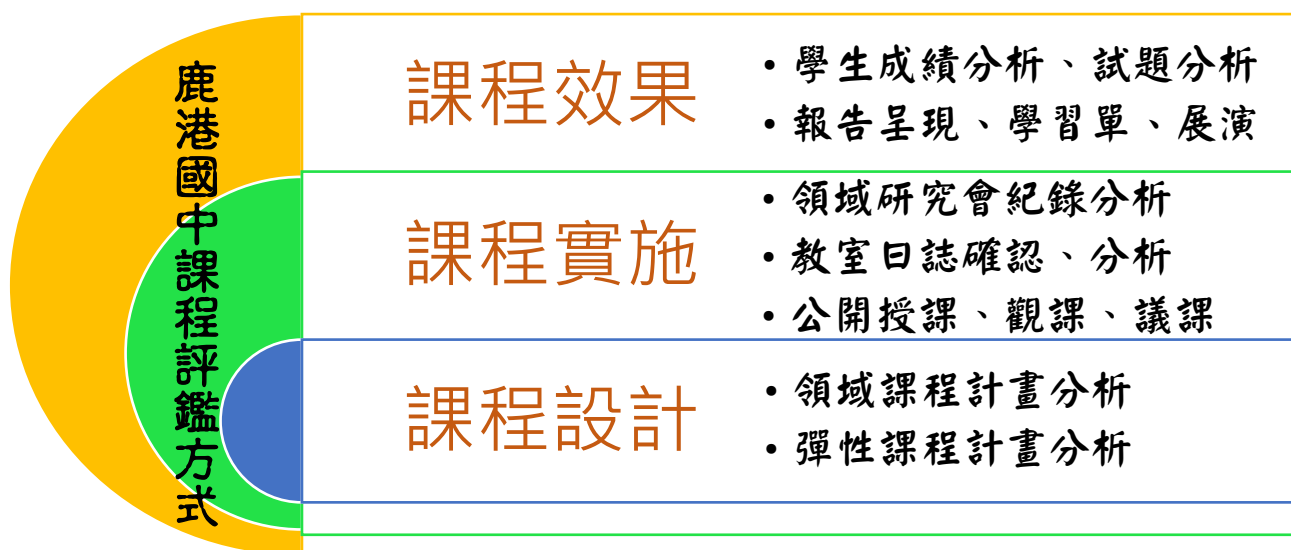 鹿港國中課程評鑑方式
課程效果
•學生成績分析、試題分析
•報告呈現、學習單、展演
課程實施
•領域研究會紀錄分析
•教室日誌確認、分析
•公開授課、觀課、議課
課程設計
•領域課程計畫分析
•彈性課程計畫分析